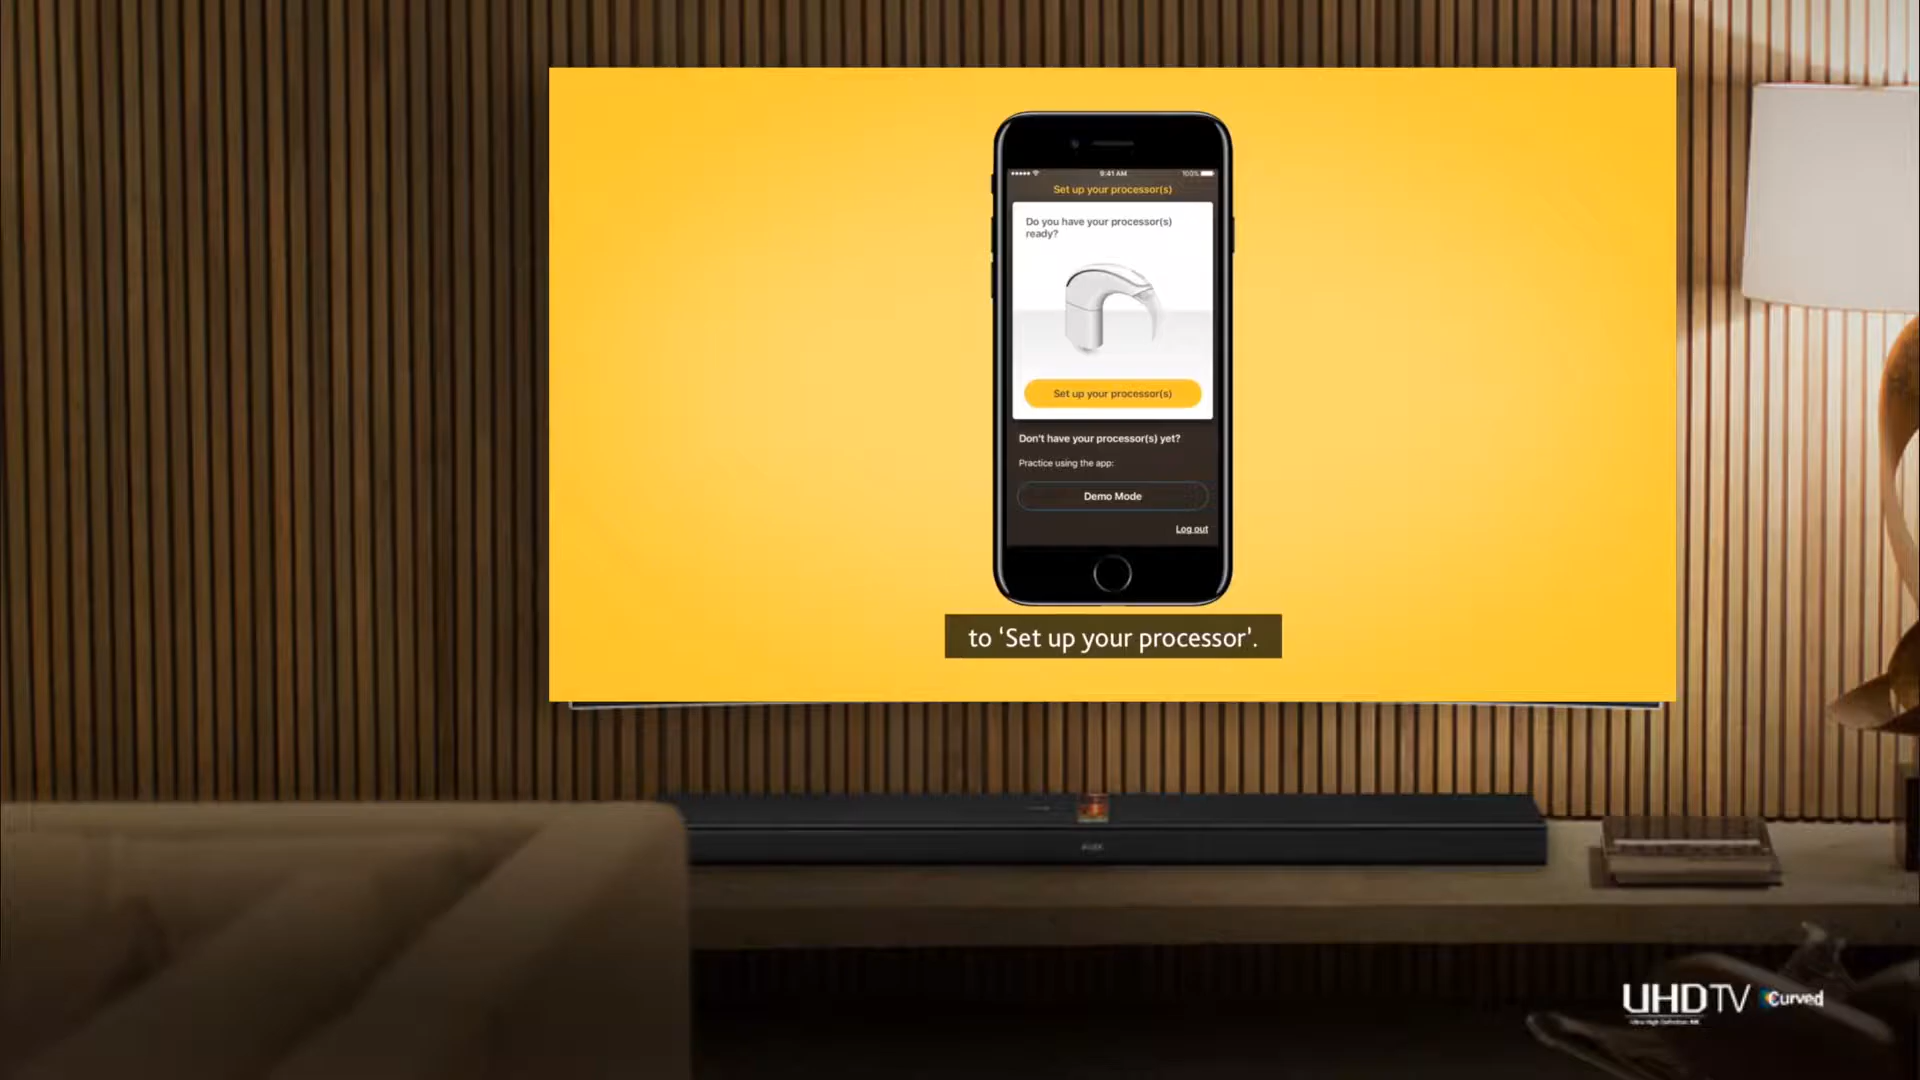 9:41 AM
100%
Set up your processor(s)
Do you have your processor(s)
ready?
Set up your processor(s)
Don't have your processor(s) yet?
Practice using the app:
Demo Mode
Log out
to ‘Set up your processor’.
UHDTV Curved